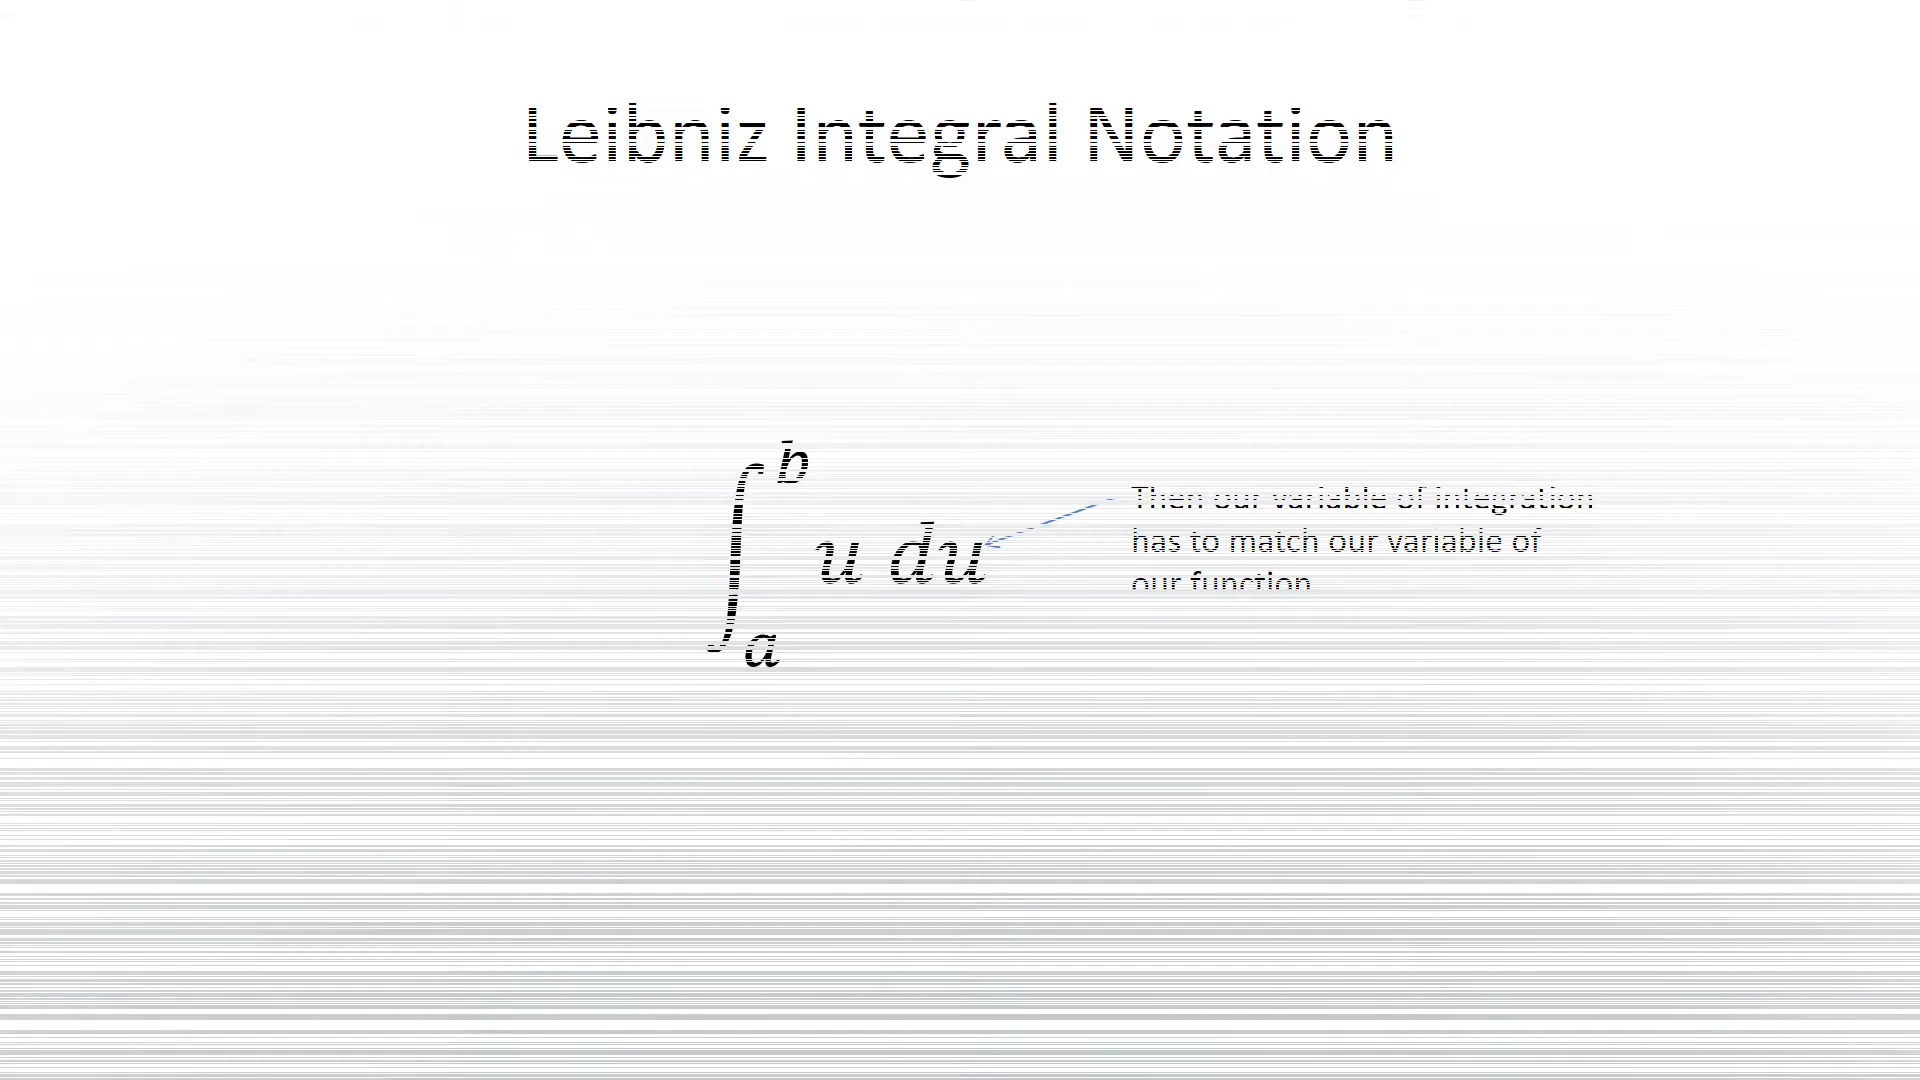 Leibniz Integral Notation
∫ₐᵇ u du
Then our variable of integration
has to match our variable of
our function